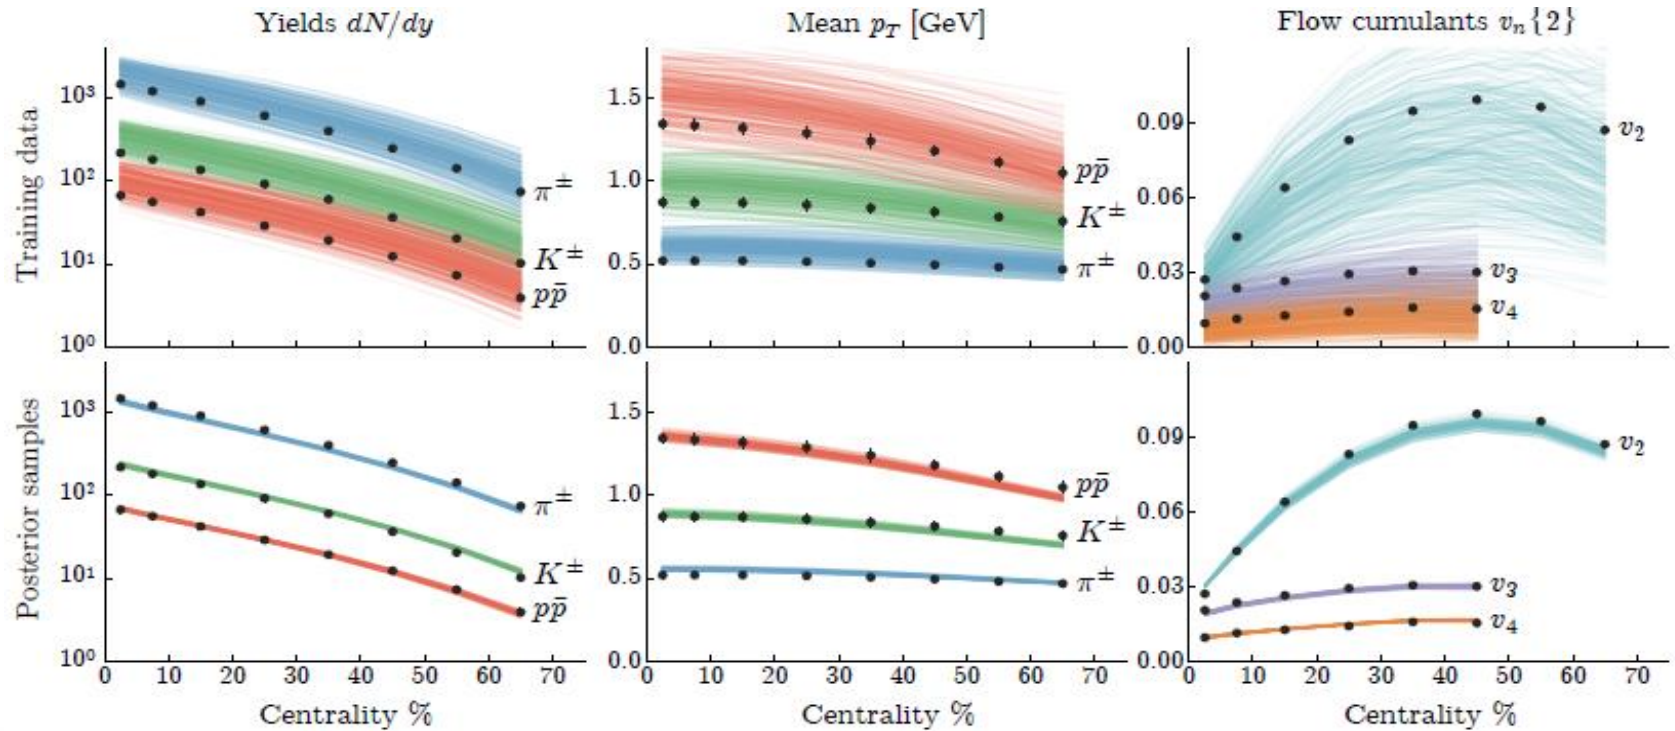 Yields dN/dy
Mean p_T [GeV]
Flow cumulants v_n{2}
Training data
10³
10²
10¹
10⁰
π±
K±
pp̄
1.5
1.0
0.5
0.0
pp̄
K±
π±
0.09
0.06
0.03
0.00
v₂
v₃
v₄
Posterior samples
10³
10²
10¹
10⁰
π±
K±
pp̄
0 10 20 30 40 50 60 70
Centrality %
1.5
1.0
0.5
0.0
pp̄
K±
π±
0 10 20 30 40 50 60 70
Centrality %
0.09
0.06
0.03
0.00
v₂
v₃
v₄
0 10 20 30 40 50 60 70
Centrality %